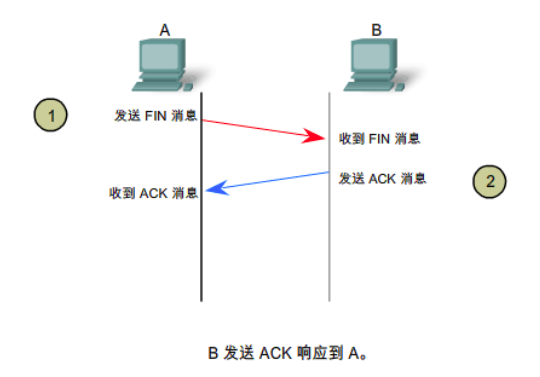 A
B
1
发送 FIN 消息
收到 FIN 消息
发送 ACK 消息
2
收到 ACK 消息
B 发送 ACK 响应到 A。